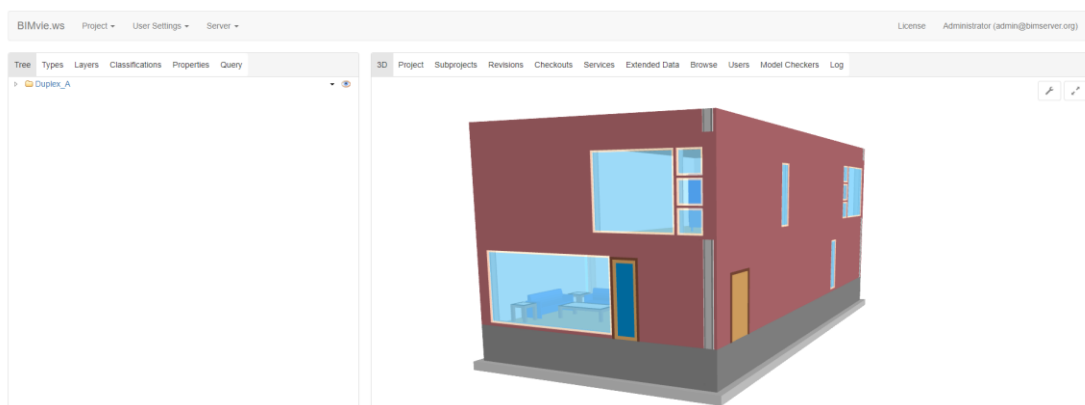 BIMvie.ws Project User Settings Server License Administrator (admin@bimserver.org)
Tree Types Layers Classifications Properties Query
3D Project Subprojects Revisions Checkouts Services Extended Data Browse Users Model Checkers Log
Duplex_A